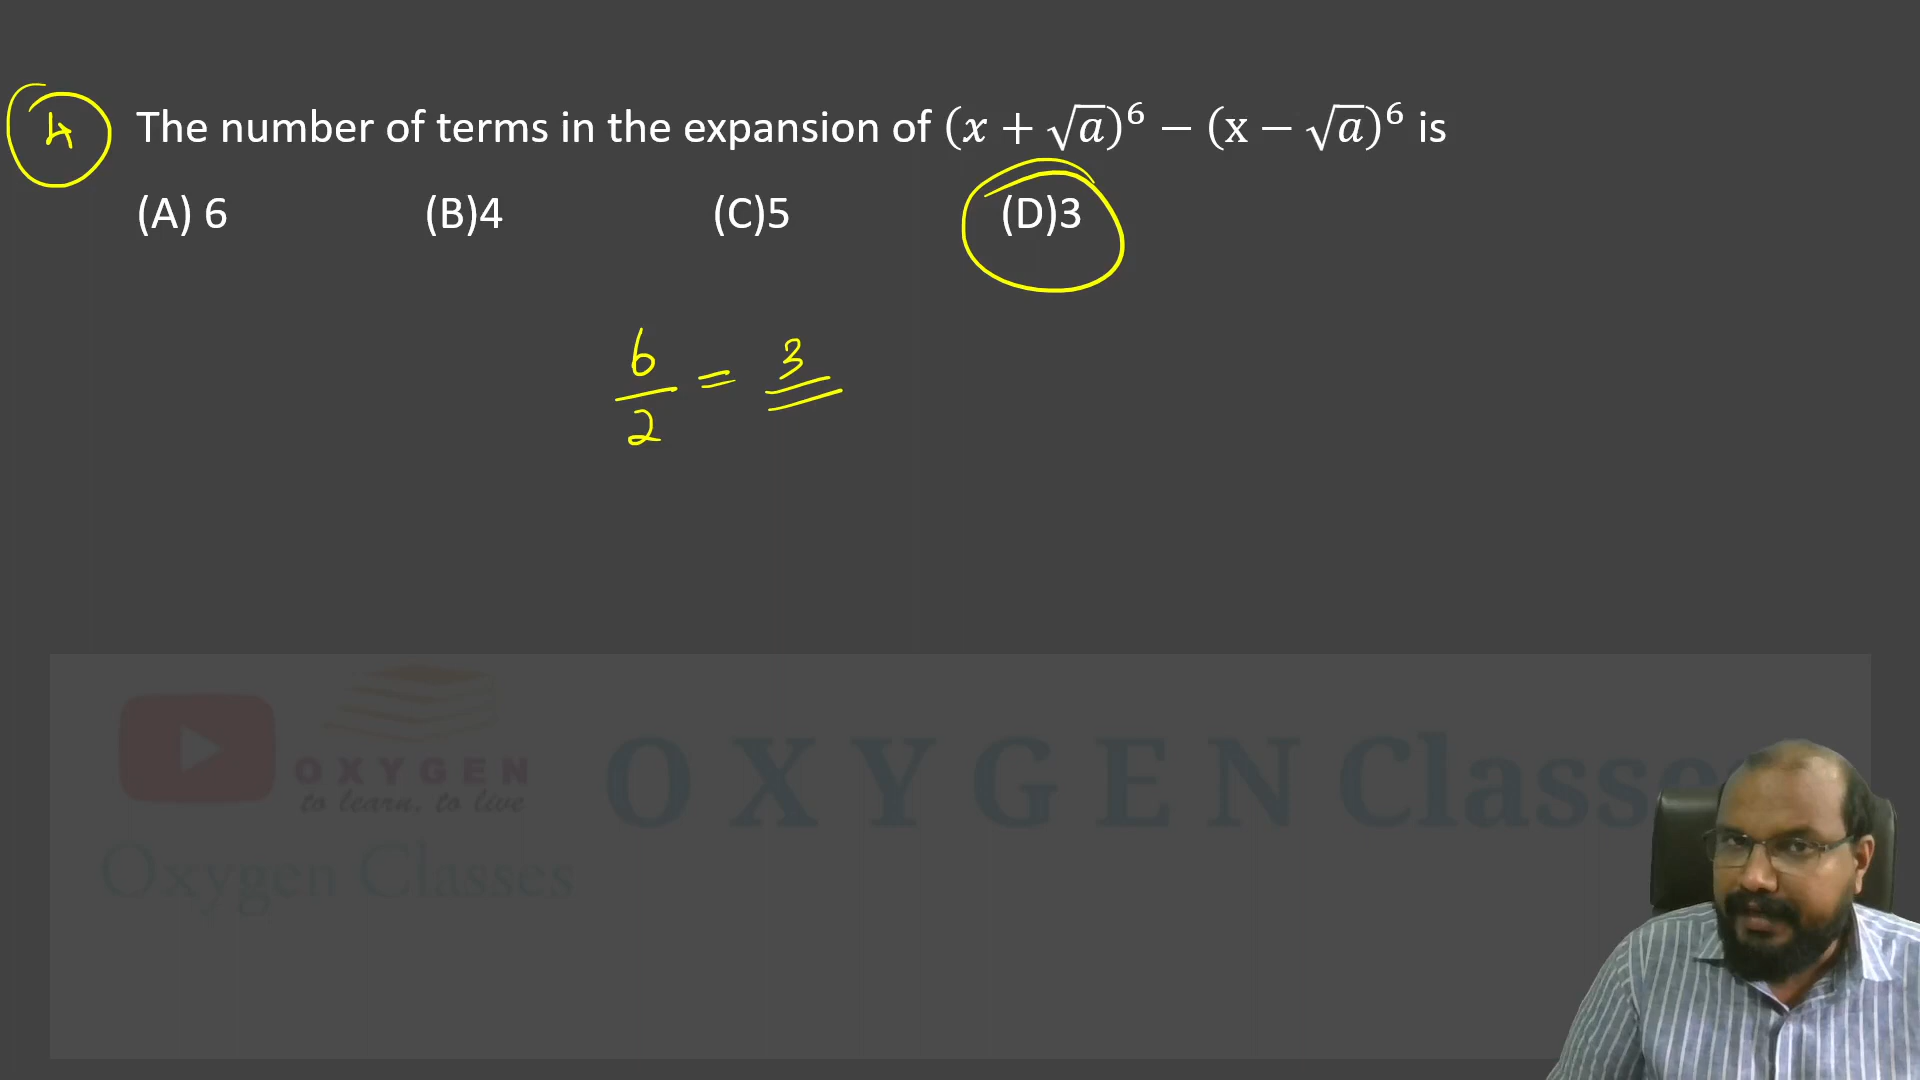 4 The number of terms in the expansion of (x + √a)⁶ − (x − √a)⁶ is
(A) 6 (B)4 (C)5 (D)3
6/2 = 3
OXYGEN
to learn, to live
OXYGEN Classes
Oxygen Classes